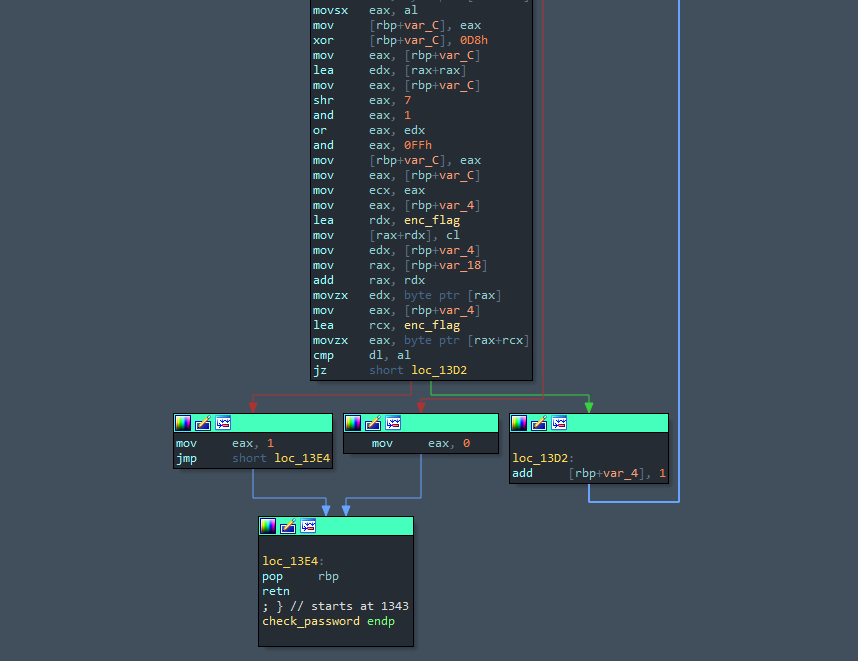 movsx eax, al
mov [rbp+var_C], eax
xor [rbp+var_C], 0D8h
mov eax, [rbp+var_C]
lea edx, [rax+rax]
mov eax, [rbp+var_C]
shr eax, 7
and eax, 1
or eax, edx
and eax, 0FFh
mov [rbp+var_C], eax
mov eax, [rbp+var_C]
mov ecx, eax
mov eax, [rbp+var_4]
lea rdx, enc_flag
mov [rax+rdx], cl
mov edx, [rbp+var_4]
mov rax, [rbp+var_18]
add rax, rdx
movzx edx, byte ptr [rax]
mov eax, [rbp+var_4]
lea rcx, enc_flag
movzx eax, byte ptr [rax+rcx]
cmp dl, al
jz short loc_13D2
mov eax, 1
jmp short loc_13E4
mov eax, 0
loc_13D2:
add [rbp+var_4], 1
loc_13E4:
pop rbp
retn
; } // starts at 1343
check_password endp